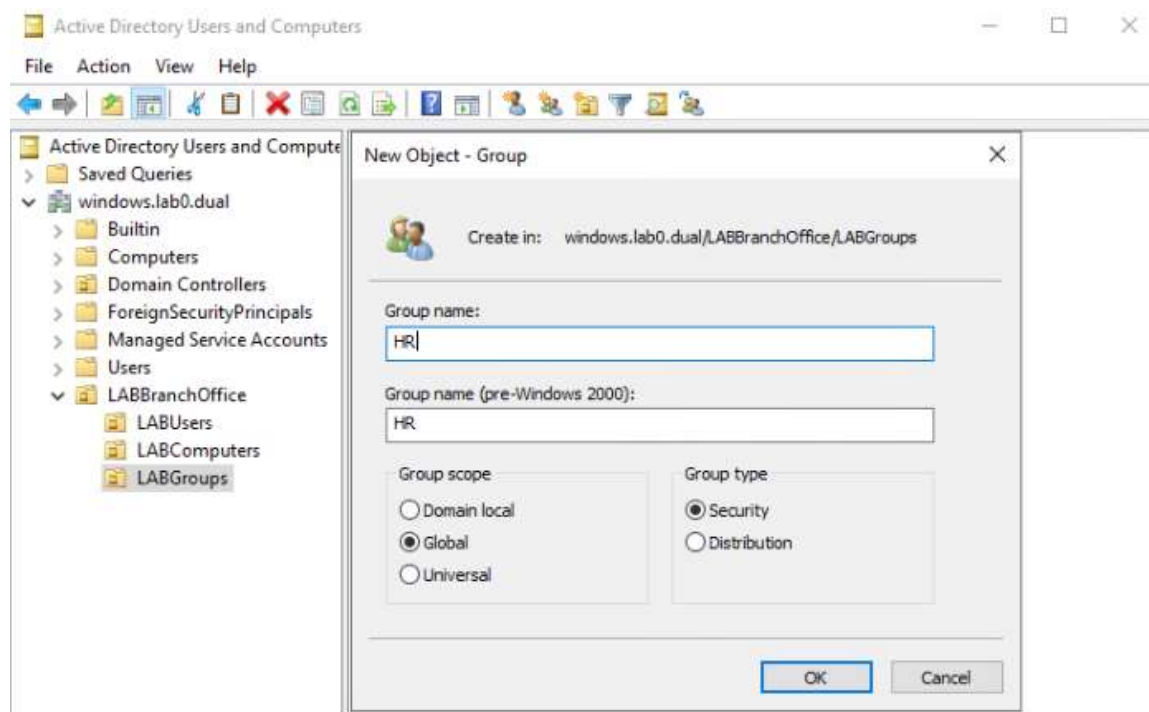 Active Directory Users and Computers
File Action View Help
Active Directory Users and Compute
Saved Queries
windows.lab0.dual
Builtin
Computers
Domain Controllers
ForeignSecurityPrincipals
Managed Service Accounts
Users
LABBranchOffice
LABUsers
LABComputers
LABGroups
New Object - Group
Create in: windows.lab0.dual/LABBranchOffice/LABGroups
Group name:
HR
Group name (pre-Windows 2000):
HR
Group scope
Domain local
Global
Universal
Group type
Security
Distribution
OK Cancel